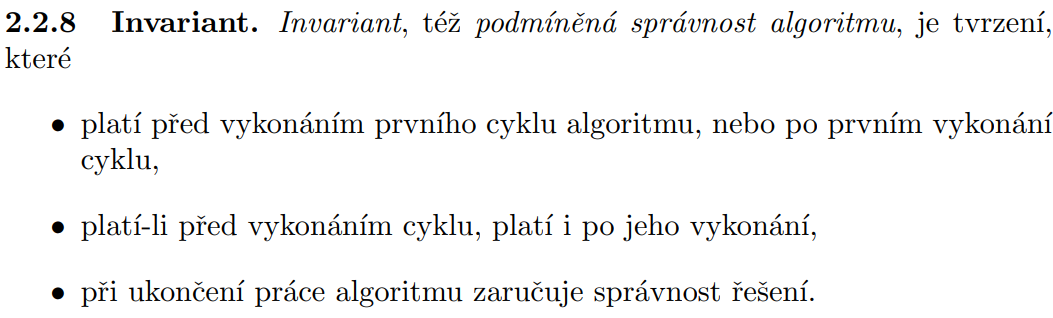 2.2.8 Invariant. Invariant, též podmíněná správnost algoritmu, je tvrzení,
které
• platí před vykonáním prvního cyklu algoritmu, nebo po prvním vykonání
cyklu,
• platí-li před vykonáním cyklu, platí i po jeho vykonání,
• při ukončení práce algoritmu zaručuje správnost řešení.